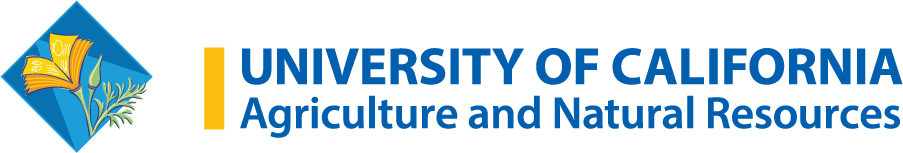 UNIVERSITY OF CALIFORNIA
Agriculture and Natural Resources